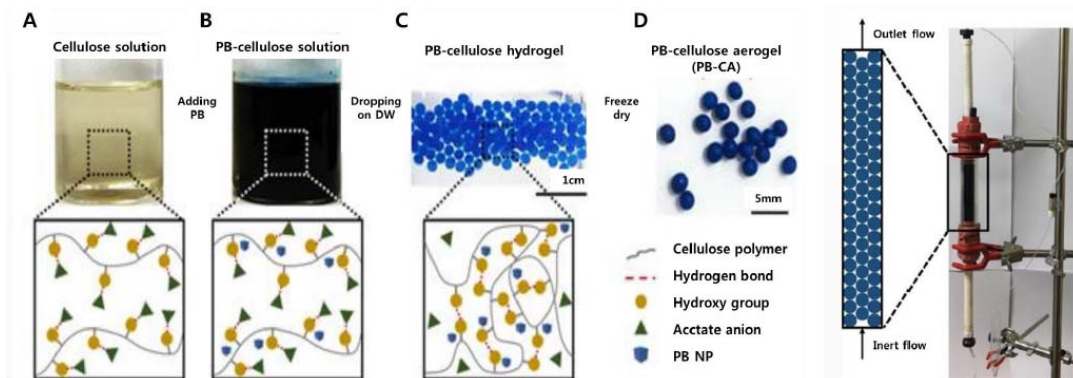 A
Cellulose solution
Adding
PB
B
PB-cellulose solution
Dropping
on DW
C
PB-cellulose hydrogel
1cm
Freeze
dry
D
PB-cellulose aerogel
(PB-CA)
5mm
Cellulose polymer
Hydrogen bond
Hydroxy group
Acctate anion
PB NP
Outlet flow
Inert flow